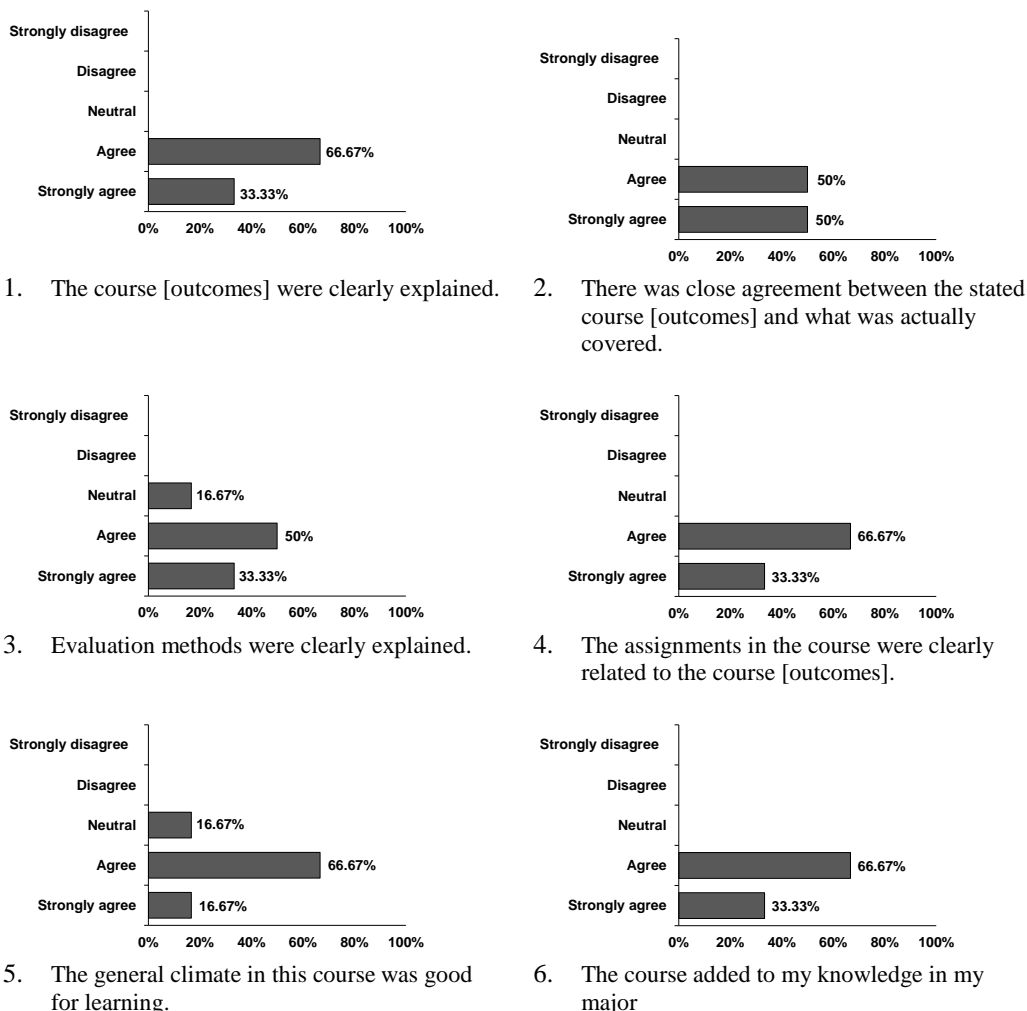 Strongly disagree
Disagree
Neutral
Agree
66.67%
Strongly agree
33.33%
0% 20% 40% 60% 80% 100%
1. The course [outcomes] were clearly explained.
Strongly disagree
Disagree
Neutral
Agree
50%
Strongly agree
50%
0% 20% 40% 60% 80% 100%
2. There was close agreement between the stated
course [outcomes] and what was actually
covered.
Strongly disagree
Disagree
Neutral
16.67%
Agree
50%
Strongly agree
33.33%
0% 20% 40% 60% 80% 100%
3. Evaluation methods were clearly explained.
Strongly disagree
Disagree
Neutral
Agree
66.67%
Strongly agree
33.33%
0% 20% 40% 60% 80% 100%
4. The assignments in the course were clearly
related to the course [outcomes].
Strongly disagree
Disagree
Neutral
16.67%
Agree
66.67%
Strongly agree
16.67%
0% 20% 40% 60% 80% 100%
5. The general climate in this course was good
for learning.
Strongly disagree
Disagree
Neutral
Agree
66.67%
Strongly agree
33.33%
0% 20% 40% 60% 80% 100%
6. The course added to my knowledge in my
major